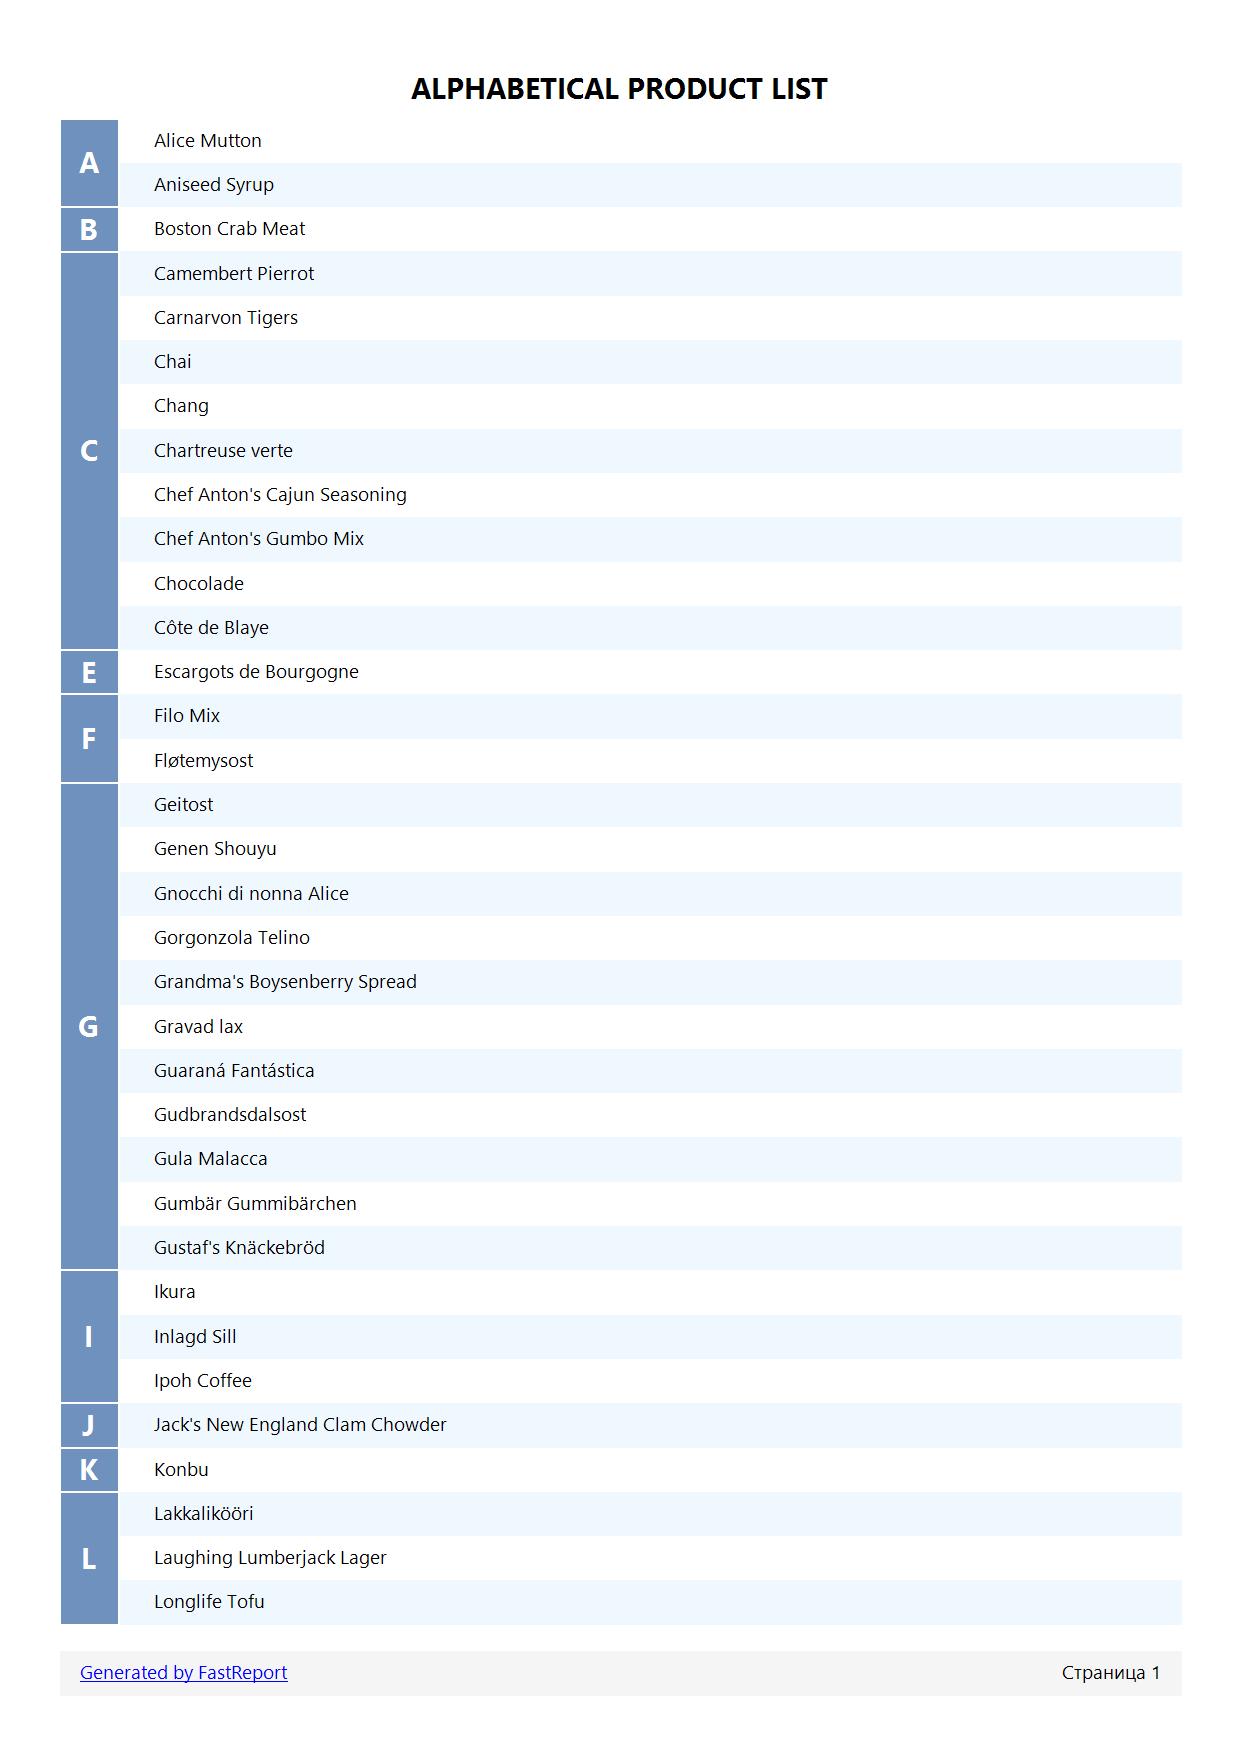 ALPHABETICAL PRODUCT LIST
A
Alice Mutton
Aniseed Syrup
B
Boston Crab Meat
C
Camembert Pierrot
Carnarvon Tigers
Chai
Chang
Chartreuse verte
Chef Anton's Cajun Seasoning
Chef Anton's Gumbo Mix
Chocolade
Côte de Blaye
E
Escargots de Bourgogne
F
Filo Mix
Fløtemysost
G
Geitost
Genen Shouyu
Gnocchi di nonna Alice
Gorgonzola Telino
Grandma's Boysenberry Spread
Gravad lax
Guaraná Fantástica
Gudbrandsdalsost
Gula Malacca
Gumbär Gummibärchen
Gustaf's Knäckebröd
I
Ikura
Inlagd Sill
Ipoh Coffee
J
Jack's New England Clam Chowder
K
Konbu
L
Lakkalikööri
Laughing Lumberjack Lager
Longlife Tofu
Generated by FastReport
Страница 1